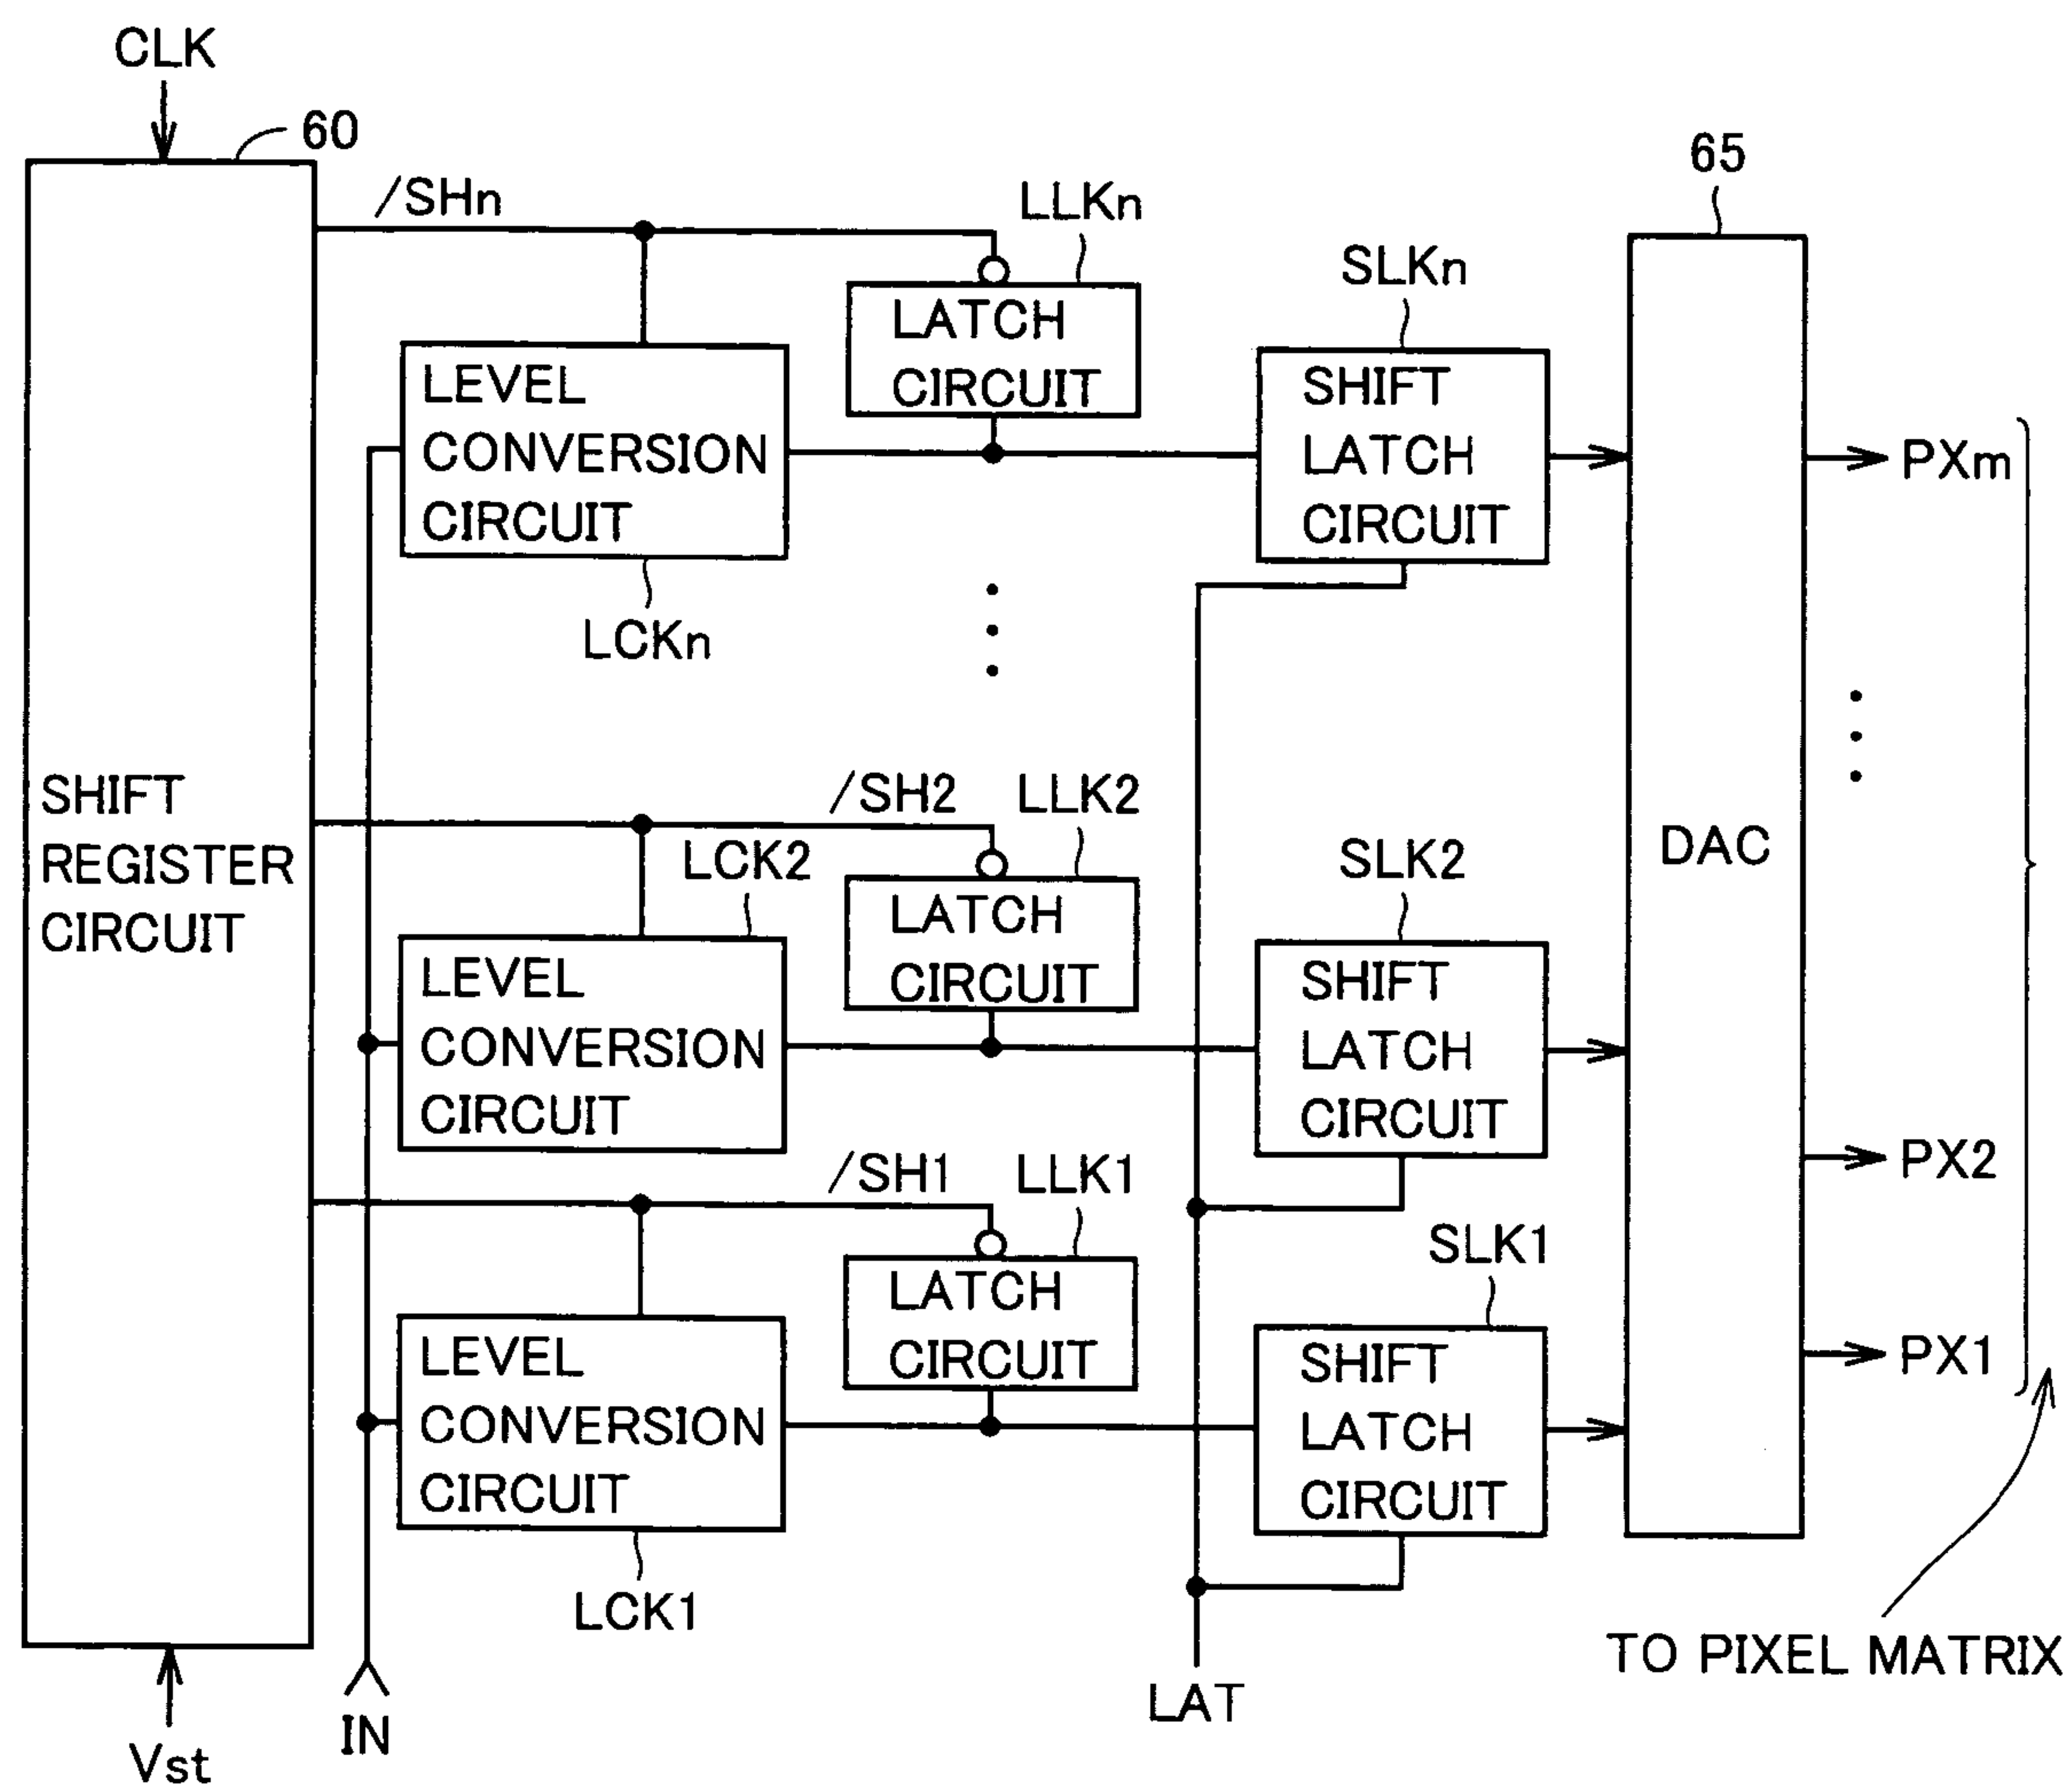 CLK
60
65
/SHn
LLKn
SLKn
LATCH
CIRCUIT
LEVEL
CONVERSION
CIRCUIT
SHIFT
LATCH
CIRCUIT
PXm
LCKn
SHIFT
REGISTER
CIRCUIT
/SH2
LLK2
LCK2
SLK2
DAC
LATCH
CIRCUIT
LEVEL
CONVERSION
CIRCUIT
SHIFT
LATCH
CIRCUIT
PX2
/SH1
LLK1
SLK1
LATCH
CIRCUIT
LEVEL
CONVERSION
CIRCUIT
SHIFT
LATCH
CIRCUIT
PX1
LCK1
TO PIXEL MATRIX
Vst
IN
LAT